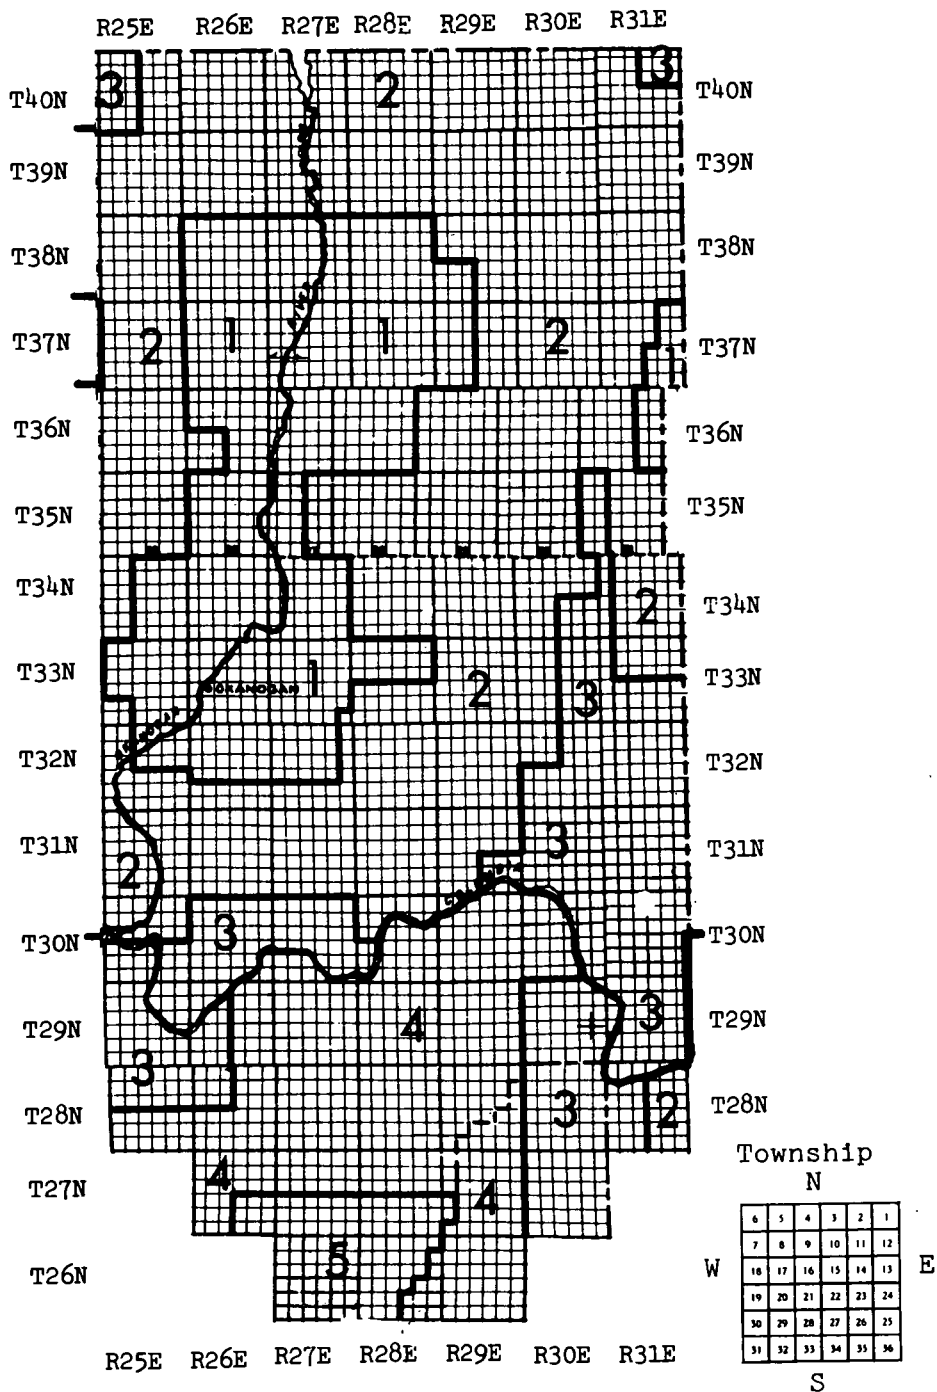 R25E R26E R27E R28E R29E R30E R31E
3 2 3
T40N T40N
T39N T39N
T38N T38N
RIVER
T37N 2 1 1 2 T37N
T36N T36N
T35N T35N
T34N 2 T34N
T33N 1 2 3 T33N
OKANOGAN
T32N T32N
T31N 2 3 T31N
T30N 3 T30N
T29N 4 3 T29N
3
T28N 3 2 T28N
Township
N
T27N 4 4
T26N 5
W E
6 5 4 3 2 1
7 8 9 10 11 12
18 17 16 15 14 13
19 20 21 22 23 24
30 29 28 27 26 25
31 32 33 34 35 36
S
R25E R26E R27E R28E R29E R30E R31E